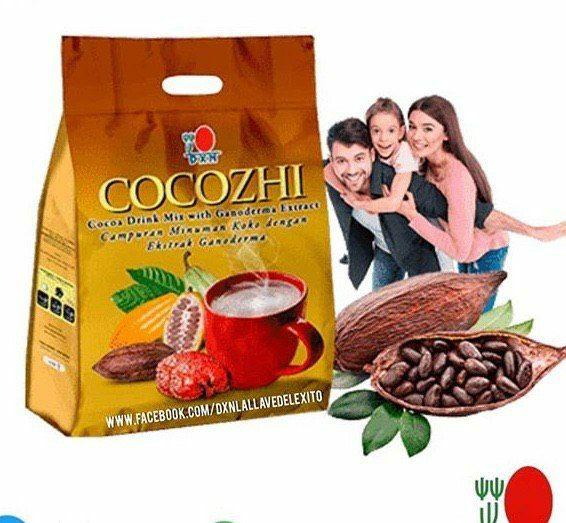 DXN
COCOZHI
Cocoa Drink Mix with Ganoderma Extract
Campuran Minuman Koko dengan
Ekstrak Ganoderma
WWW.FACEBOOK.COM/DXNLALLAVEDELEXITO